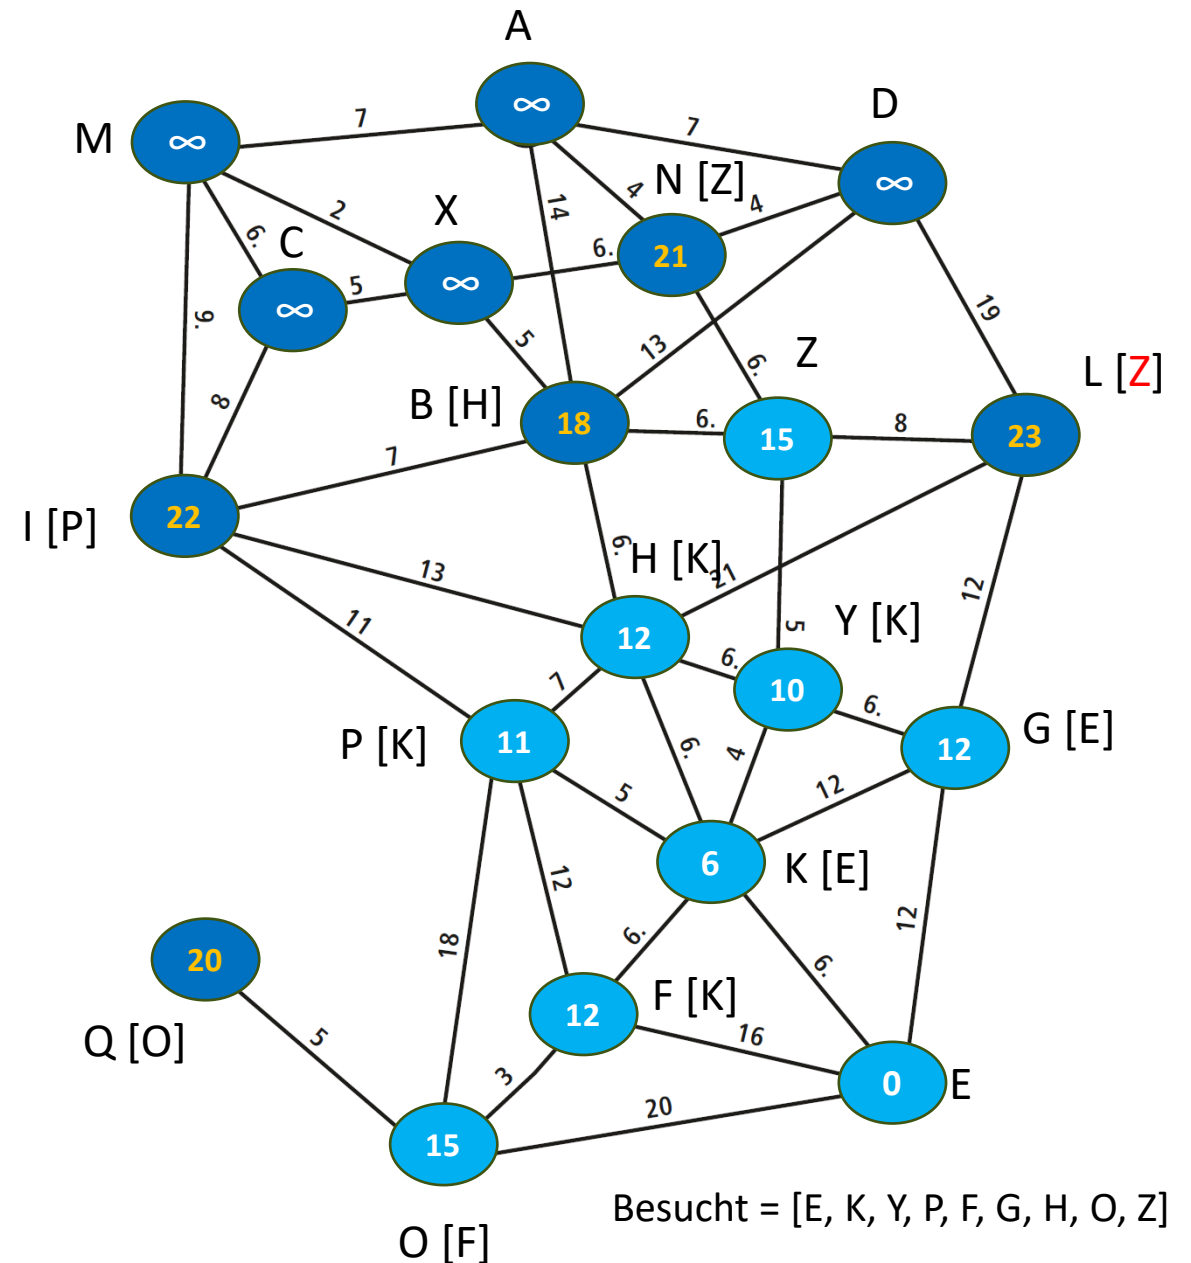 A
∞
7
D
M
∞
7
∞
4
N [Z]
4
2
X
14
6.
C
6.
21
∞
5
∞
19
9.
5
13
6.
Z
L [Z]
8
B [H]
18
6.
15
8
23
7
22
I [P]
6.
H [K]
21
13
12
11
12
5
Y [K]
6.
10
6.
7
G [E]
P [K]
11
6.
4
12
5
12
6
K [E]
12
12
18
6.
6.
20
F [K]
12
Q [O]
5
16
3
0
E
20
15
Besucht = [E, K, Y, P, F, G, H, O, Z]
O [F]